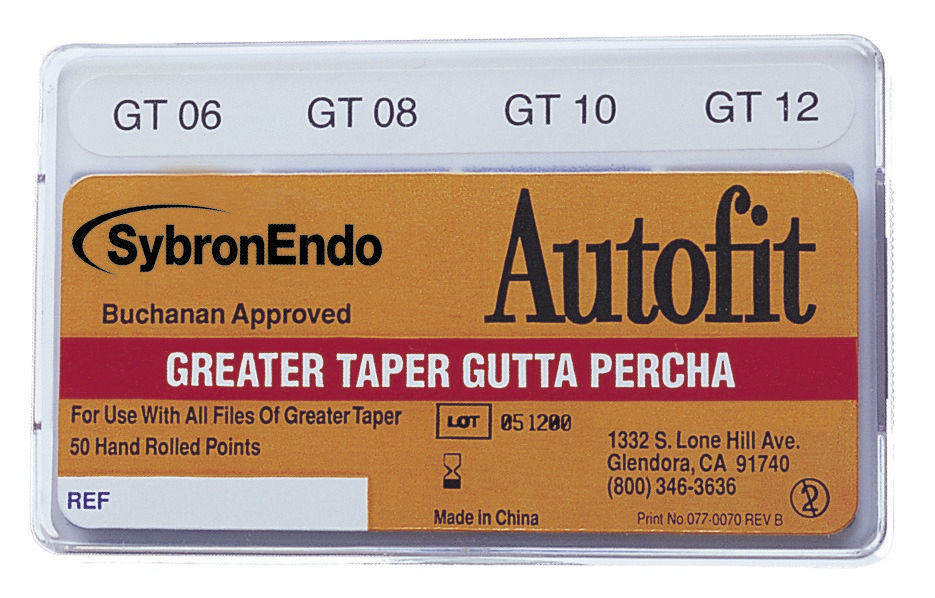 GT 06 GT 08 GT 10 GT 12
SybronEndo
Autofit
Buchanan Approved
GREATER TAPER GUTTA PERCHA
For Use With All Files Of Greater Taper
50 Hand Rolled Points
REF
LOT 051200
Made in China
1332 S. Lone Hill Ave.
Glendora, CA 91740
(800) 346-3636
Print No.077-0070 REV B
2